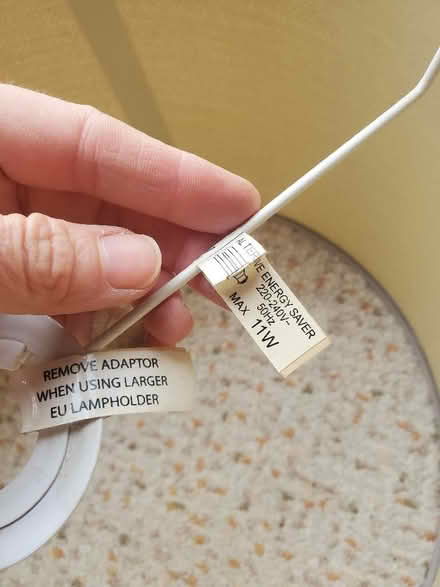 REMOVE ADAPTOR
WHEN USING LARGER
EU LAMPHOLDER
ENERGY SAVER
220-240V~
50Hz
MAX 11W